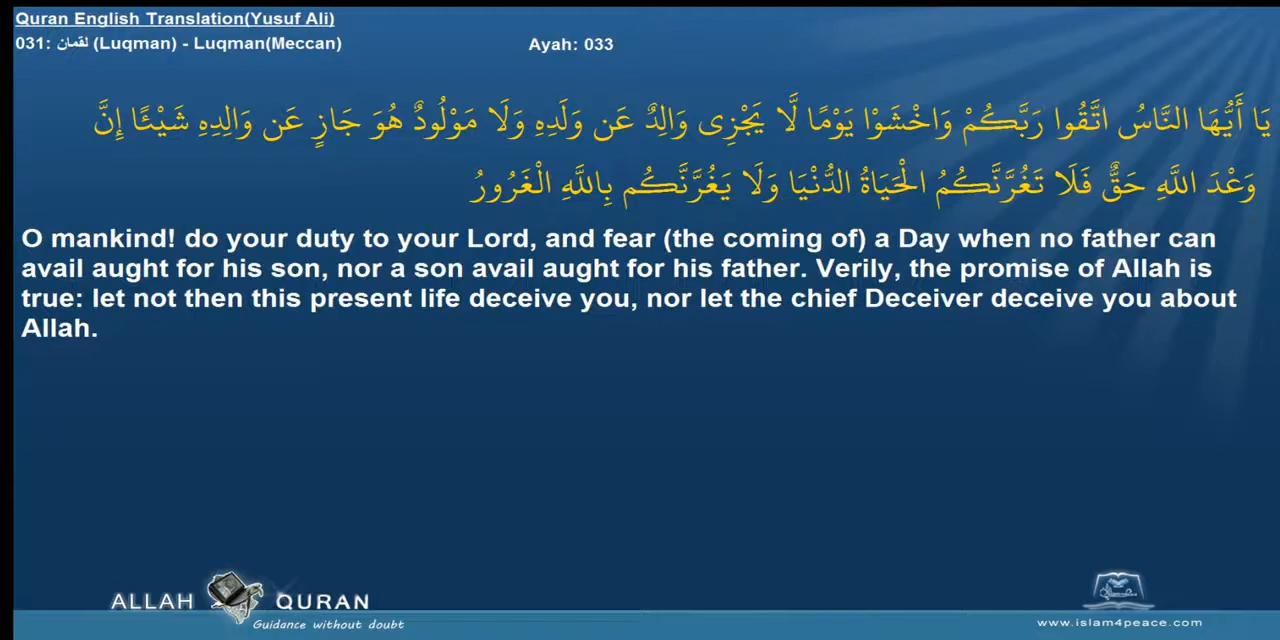 Quran English Translation(Yusuf Ali)
031: لقمان (Luqman) - Luqman(Meccan) Ayah: 033
يَا أَيُّهَا النَّاسُ اتَّقُوا رَبَّكُمْ وَاخْشَوْا يَوْمًا لَّا يَجْزِى وَالِدٌ عَن وَلَدِهِ وَلَا مَوْلُودٌ هُوَ جَازٍ عَن وَالِدِهِ شَيْئًا إِنَّ
وَعْدَ اللَّهِ حَقٌّ فَلَا تَغُرَّنَّكُمُ الْحَيَاةُ الدُّنْيَا وَلَا يَغُرَّنَّكُم بِاللَّهِ الْغَرُورُ
O mankind! do your duty to your Lord, and fear (the coming of) a Day when no father can
avail aught for his son, nor a son avail aught for his father. Verily, the promise of Allah is
true: let not then this present life deceive you, nor let the chief Deceiver deceive you about
Allah.
ALLAH QURAN
Guidance without doubt
www.islam4peace.com